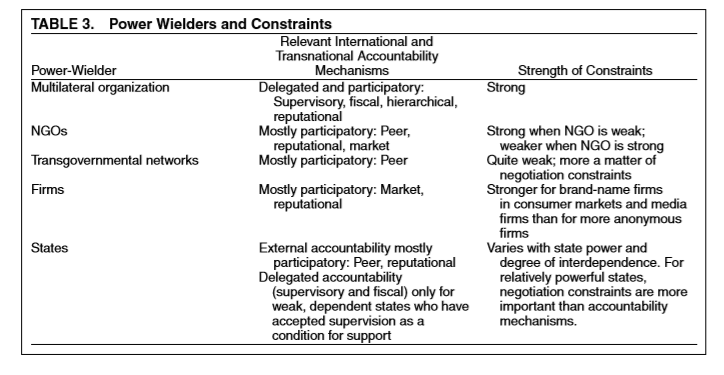 TABLE 3. Power Wielders and Constraints
Relevant International and
Transnational Accountability
Power-Wielder Mechanisms Strength of Constraints
Multilateral organization Delegated and participatory: Strong
Supervisory, fiscal, hierarchical,
reputational
NGOs Mostly participatory: Peer, Strong when NGO is weak;
reputational, market weaker when NGO is strong
Transgovernmental networks Mostly participatory: Peer Quite weak; more a matter of
negotiation constraints
Firms Mostly participatory: Market, Stronger for brand-name firms
reputational in consumer markets and media
firms than for more anonymous
firms
States External accountability mostly Varies with state power and
participatory: Peer, reputational degree of interdependence. For
Delegated accountability relatively powerful states,
(supervisory and fiscal) only for negotiation constraints are more
weak, dependent states who have important than accountability
accepted supervision as a mechanisms.
condition for support